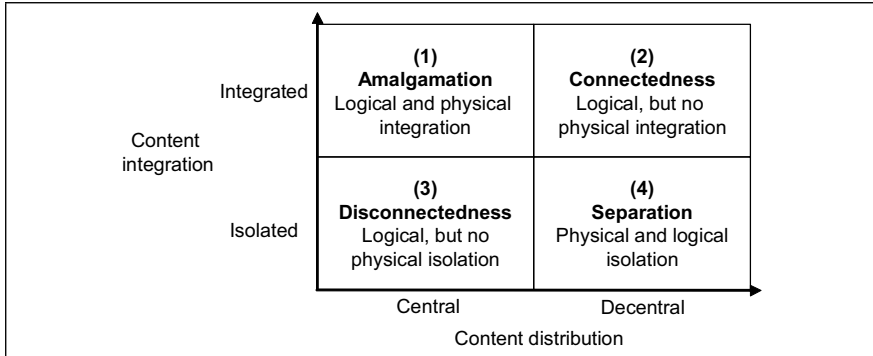 Content
integration
Integrated
(1)
Amalgamation
Logical and physical
integration
(2)
Connectedness
Logical, but no
physical integration
Isolated
(3)
Disconnectedness
Logical, but no
physical isolation
(4)
Separation
Physical and logical
isolation
Central
Decentral
Content distribution